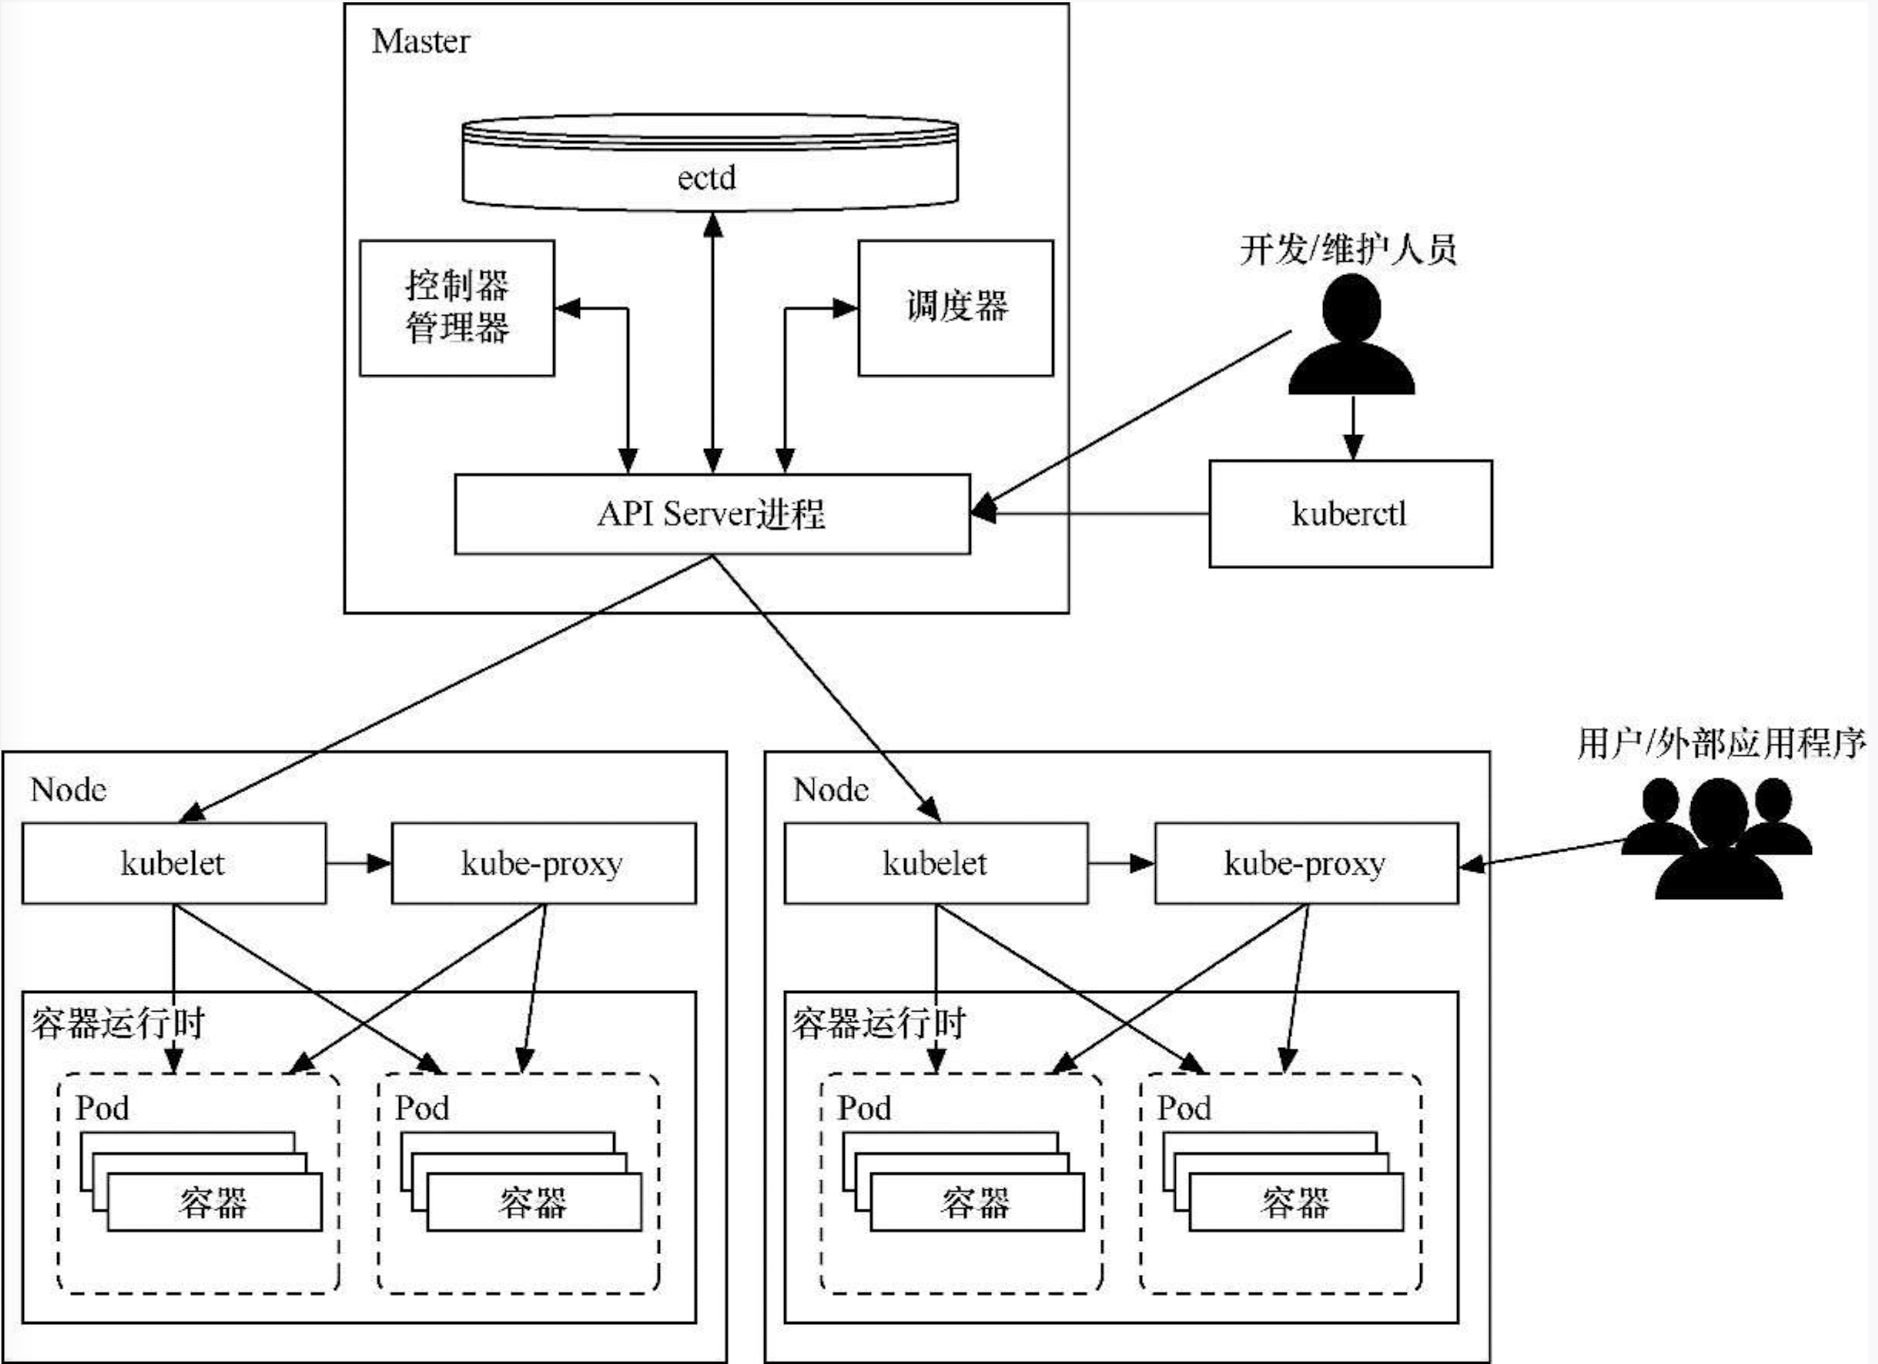 Master
ectd
控制器
管理器
调度器
开发/维护人员
API Server进程
kuberctl
用户/外部应用程序
Node
kubelet
kube-proxy
容器运行时
Pod
容器
Pod
容器
Node
kubelet
kube-proxy
容器运行时
Pod
容器
Pod
容器